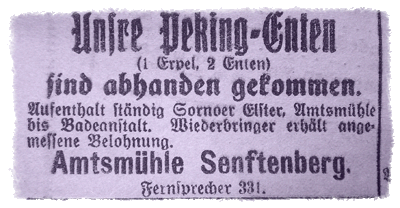 Unsre Peking-Enten
(1 Erpel, 2 Enten)
sind abhanden gekommen.
Aufenthalt ständig Sornoer Elster, Amtsmühle
bis Badeanstalt. Wiederbringer erhält ange-
messene Belohnung.
Amtsmühle Senftenberg.
Fernsprecher 331.